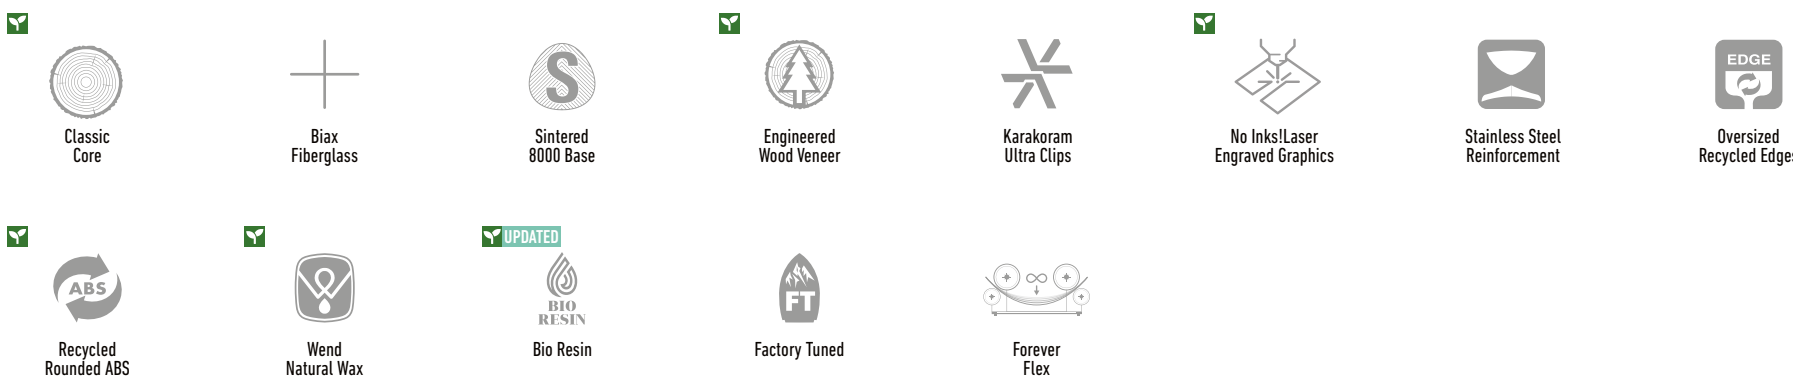 Classic
Core
Biax
Fiberglass
S
Sintered
8000 Base
Engineered
Wood Veneer
Karakoram
Ultra Clips
No Inks!Laser
Engraved Graphics
Stainless Steel
Reinforcement
EDGE
Oversized
Recycled Edges
ABS
Recycled
Rounded ABS
Wend
Natural Wax
UPDATED
BIO
RESIN
Bio Resin
FT
Factory Tuned
Forever
Flex